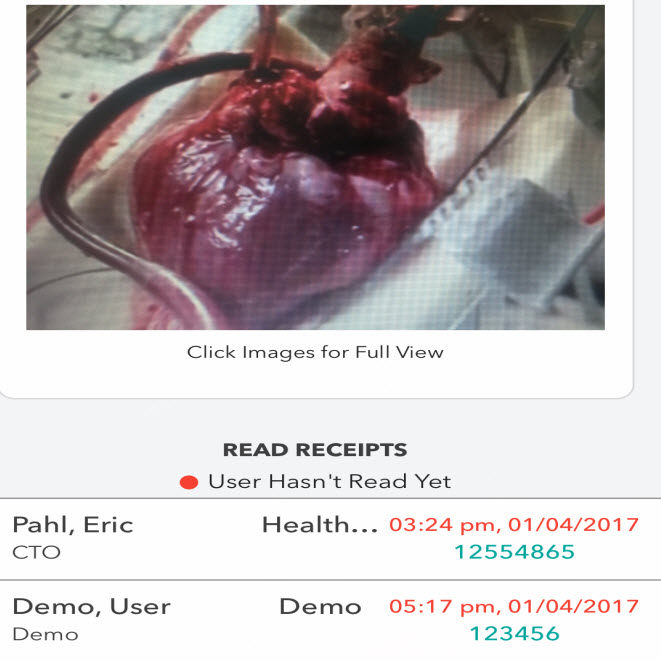 Click Images for Full View
READ RECEIPTS
User Hasn't Read Yet
Pahl, Eric Health... 03:24 pm, 01/04/2017
CTO 12554865
Demo, User Demo 05:17 pm, 01/04/2017
Demo 123456